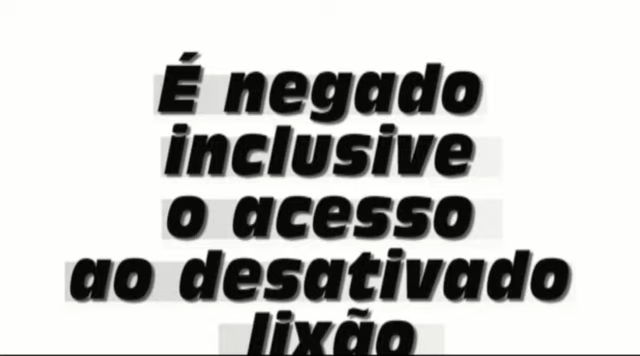 É negado
inclusive
o acesso
ao desativado
lixão